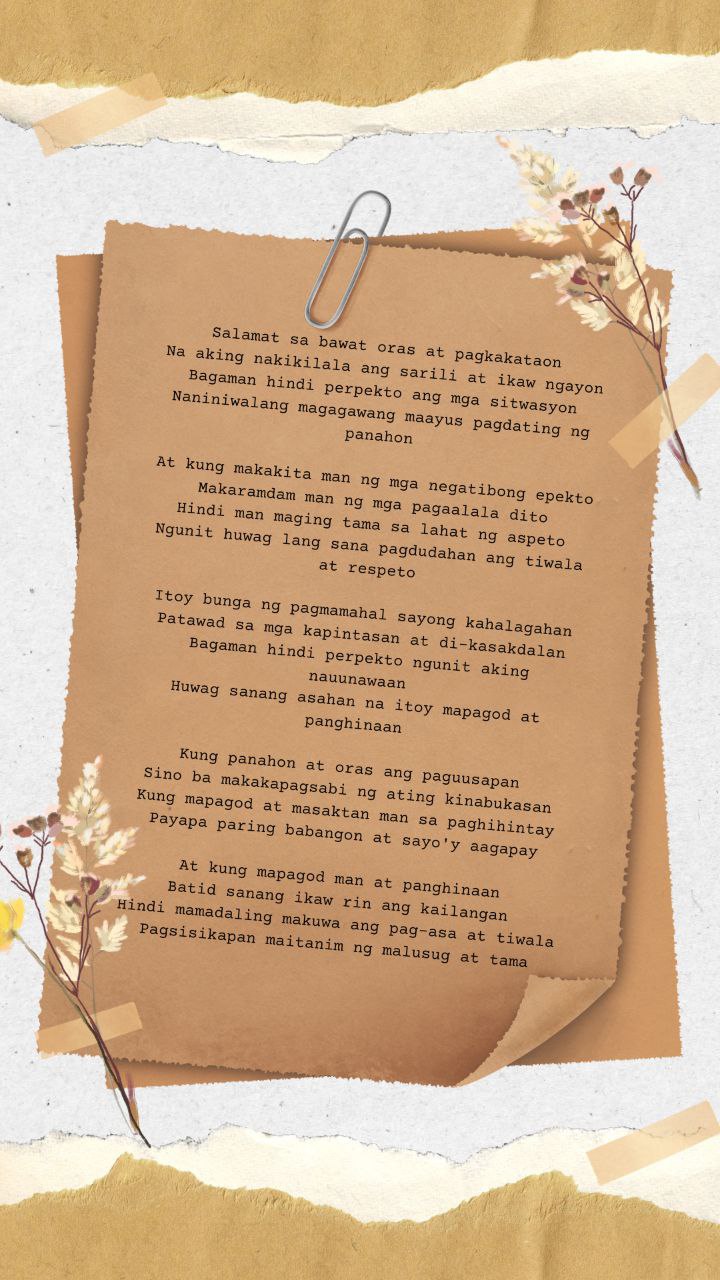 Salamat sa bawat oras at pagkakataon
Na aking nakikilala ang sarili at ikaw ngayon
Bagaman hindi perpekto ang mga sitwasyon
Naniniwalang magagawang maayus pagdating ng
panahon
At kung makakita man ng mga negatibong epekto
Makaramdam man ng mga pagaalala dito
Hindi man maging tama sa lahat ng aspeto
Ngunit huwag lang sana pagdudahan ang tiwala
at respeto
Itoy bunga ng pagmamahal sayong kahalagahan
Patawad sa mga kapintasan at di-kasakdalan
Bagaman hindi perpekto ngunit aking
nauunawaan
Huwag sanang asahan na itoy mapagod at
panghinaan
Kung panahon at oras ang paguusapan
Sino ba makakapagsabi ng ating kinabukasan
Kung mapagod at masaktan man sa paghihintay
Payapa paring babangon at sayo'y aagapay
At kung mapagod man at panghinaan
Batid sanang ikaw rin ang kailangan
Hindi mamadaling makuwa ang pag-asa at tiwala
Pagsisikapan maitanim ng malusug at tama